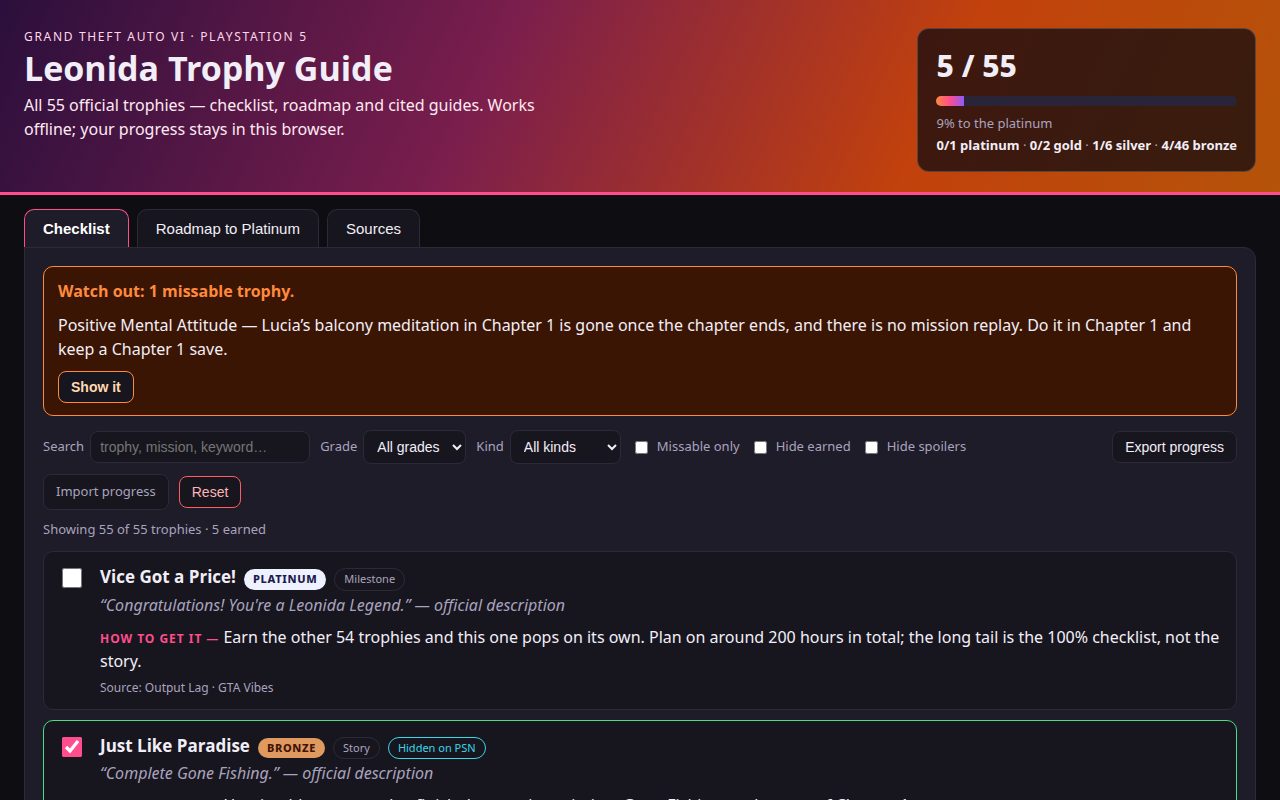 GRAND THEFT AUTO VI · PLAYSTATION 5
Leonida Trophy Guide
All 55 official trophies — checklist, roadmap and cited guides. Works
offline; your progress stays in this browser.
5 / 55
9% to the platinum
0/1 platinum · 0/2 gold · 1/6 silver · 4/46 bronze
Checklist
Roadmap to Platinum
Sources
Watch out: 1 missable trophy.
Positive Mental Attitude — Lucia’s balcony meditation in Chapter 1 is gone once the chapter ends, and there is no mission replay. Do it in Chapter 1 and
keep a Chapter 1 save.
Show it
Search trophy, mission, keyword… Grade All grades Kind All kinds Missable only Hide earned Hide spoilers Export progress
Import progress Reset
Showing 55 of 55 trophies · 5 earned
Vice Got a Price! PLATINUM Milestone
“Congratulations! You’re a Leonida Legend.” — official description
HOW TO GET IT — Earn the other 54 trophies and this one pops on its own. Plan on around 200 hours in total; the long tail is the 100% checklist, not the
story.
Source: Output Lag · GTA Vibes
Just Like Paradise BRONZE Story Hidden on PSN
“Complete Gone Fishing.” — official description